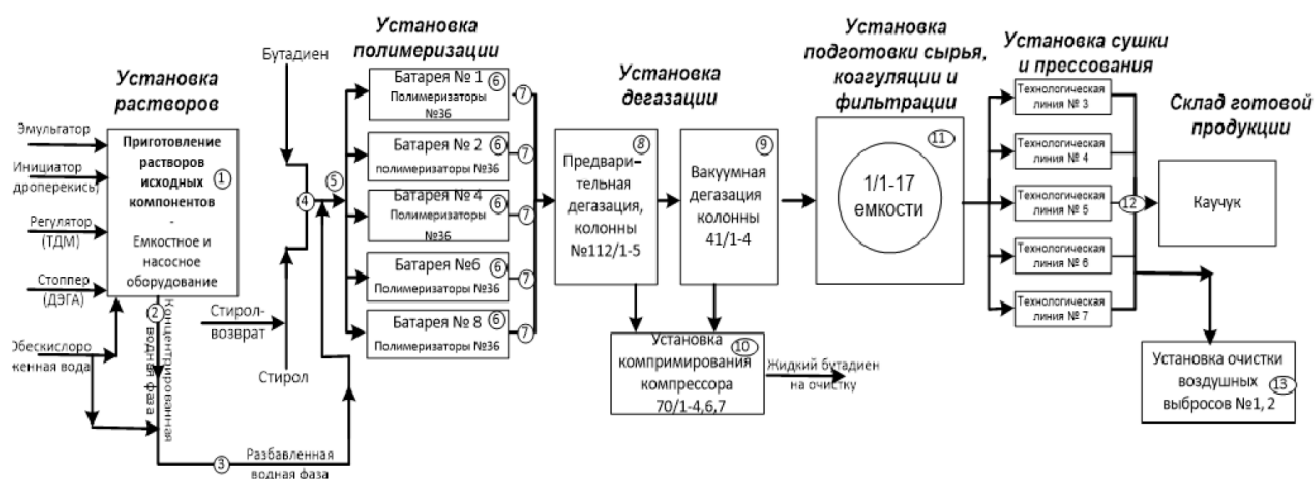 Установка
растворов
Эмульгатор
Инициатор
дроперекись)
Регулятор
(ТДМ)
Стоппер
(ДЭГА)
Обескислоро
женная вода
Приготовление
растворов
исходных
компонентов
-
Емкостное и
насосное
оборудование
1
2
Концентрированная
водная фаза
3
Разбавленная
водная фаза
Бутадиен
Стирол-
возврат
Стирол
4
5
Установка
полимеризации
Батарея № 1
Полимеризаторы
№36
6
7
Батарея № 2
полимеризаторы №36
6
7
Батарея № 4
Полимеризаторы
№36
6
7
Батарея №6
Полимеризаторы №36
6
7
Батарея № 8
Полимеризаторы №36
6
7
Установка
дегазации
8
Предвари-
тельная
дегазация,
колонны
№112/1-5
9
Вакуумная
дегазация
колонны
41/1-4
Установка
компримирования
компрессора
70/1-4,6,7
10
Жидкий бутадиен
на очистку
Установка
подготовки сырья,
коагуляции и
фильтрации
11
1/1-17
емкости
Установка сушки
и прессования
Технологическая
линия № 3
Технологическая
линия № 4
Технологическая
линия № 5
Технологическая
линия № 6
Технологическая
линия № 7
12
Склад готовой
продукции
Каучук
Установка очистки
воздушных
выбросов №1, 2
13